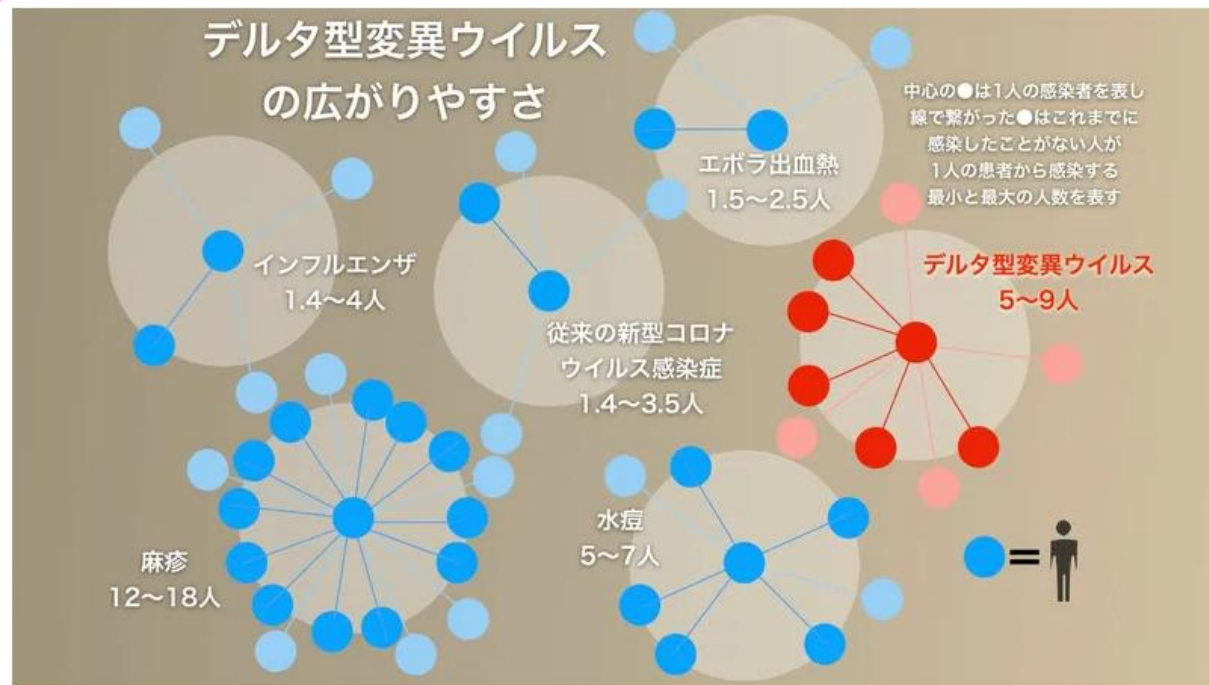 デルタ型変異ウイルス
の広がりやすさ
中心の●は1人の感染者を表し
線で繋がった●はこれまでに
感染したことがない人が
1人の患者から感染する
最小と最大の人数を表す
エボラ出血熱
1.5〜2.5人
インフルエンザ
1.4〜4人
従来の新型コロナ
ウイルス感染症
1.4〜3.5人
デルタ型変異ウイルス
5〜9人
麻疹
12〜18人
水痘
5〜7人
=